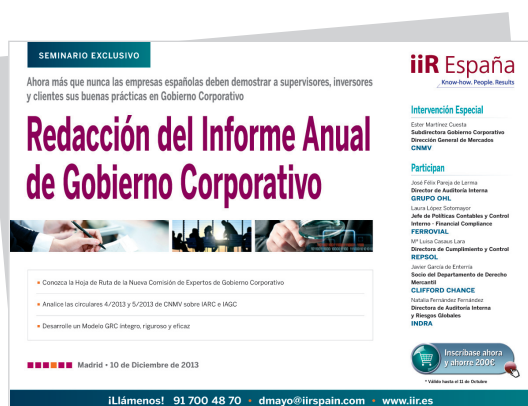 SEMINARIO EXCLUSIVO
Ahora más que nunca las empresas españolas deben demostrar a supervisores, inversores
y clientes sus buenas prácticas en Gobierno Corporativo
Redacción del Informe Anual
de Gobierno Corporativo
• Conozca la Hoja de Ruta de la Nueva Comisión de Expertos de Gobierno Corporativo
• Analice las circulares 4/2013 y 5/2013 de CNMV sobre IARC e IAGC
• Desarrolle un Modelo GRC íntegro, riguroso y eficaz
Madrid • 10 de Diciembre de 2013
iiR España
Know-how. People. Results
Intervención Especial
Ester Martínez Cuesta
Subdirectora Gobierno Corporativo
Dirección General de Mercados
CNMV
Participan
José Félix Pareja de Lerma
Director de Auditoría Interna
GRUPO OHL
Laura López Sotomayor
Jefe de Políticas Contables y Control
Interno - Financial Compliance
FERROVIAL
Mª Luisa Casaus Lara
Directora de Cumplimiento y Control
REPSOL
Javier García de Enterría
Socio del Departamento de Derecho
Mercantil
CLIFFORD CHANCE
Natalia Fernández Fernández
Directora de Auditoría Interna
y Riesgos Globales
INDRA
Inscríbase ahora
y ahorre 200€
* Válido hasta el 11 de Octubre
¡Llámenos! 91 700 48 70 • dmayo@iirspain.com • www.iir.es